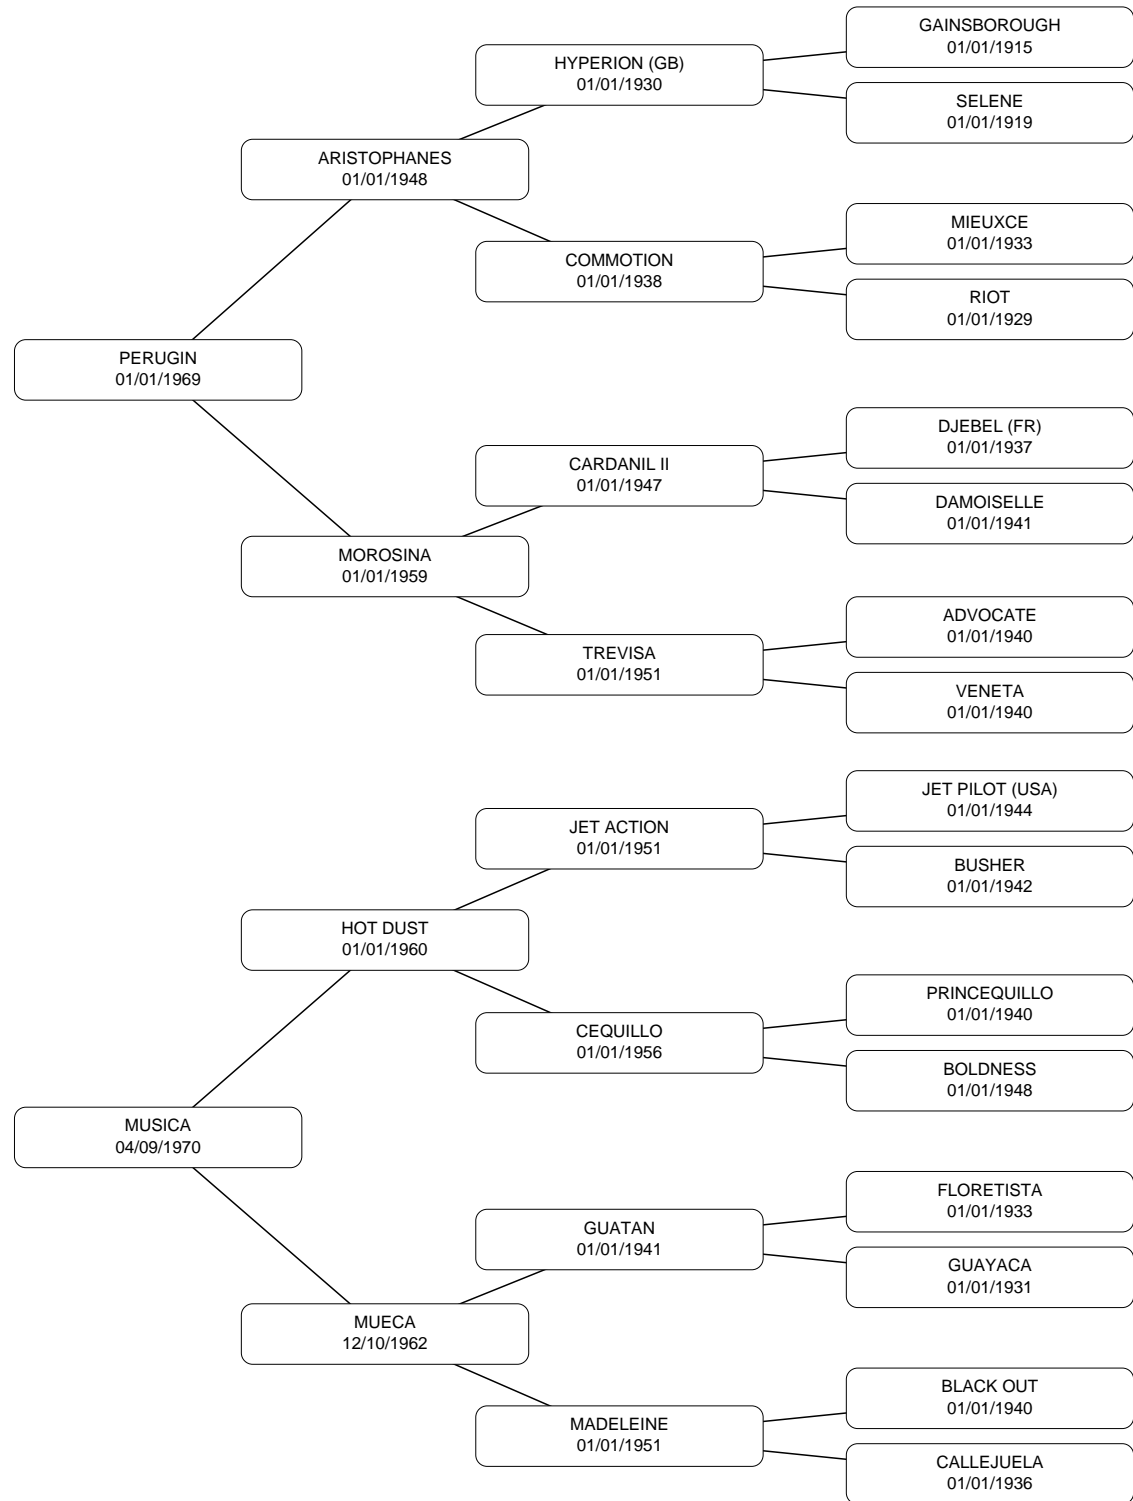 GAINSBOROUGH
01/01/1915
HYPERION (GB)
01/01/1930
SELENE
01/01/1919
ARISTOPHANES
01/01/1948
MIEUXCE
01/01/1933
COMMOTION
01/01/1938
RIOT
01/01/1929
PERUGIN
01/01/1969
DJEBEL (FR)
01/01/1937
CARDANIL II
01/01/1947
DAMOISELLE
01/01/1941
MOROSINA
01/01/1959
ADVOCATE
01/01/1940
TREVISA
01/01/1951
VENETA
01/01/1940
JET PILOT (USA)
01/01/1944
JET ACTION
01/01/1951
BUSHER
01/01/1942
HOT DUST
01/01/1960
PRINCEQUILLO
01/01/1940
CEQUILLO
01/01/1956
BOLDNESS
01/01/1948
MUSICA
04/09/1970
FLORETISTA
01/01/1933
GUATAN
01/01/1941
GUAYACA
01/01/1931
MUECA
12/10/1962
BLACK OUT
01/01/1940
MADELEINE
01/01/1951
CALLEJUELA
01/01/1936